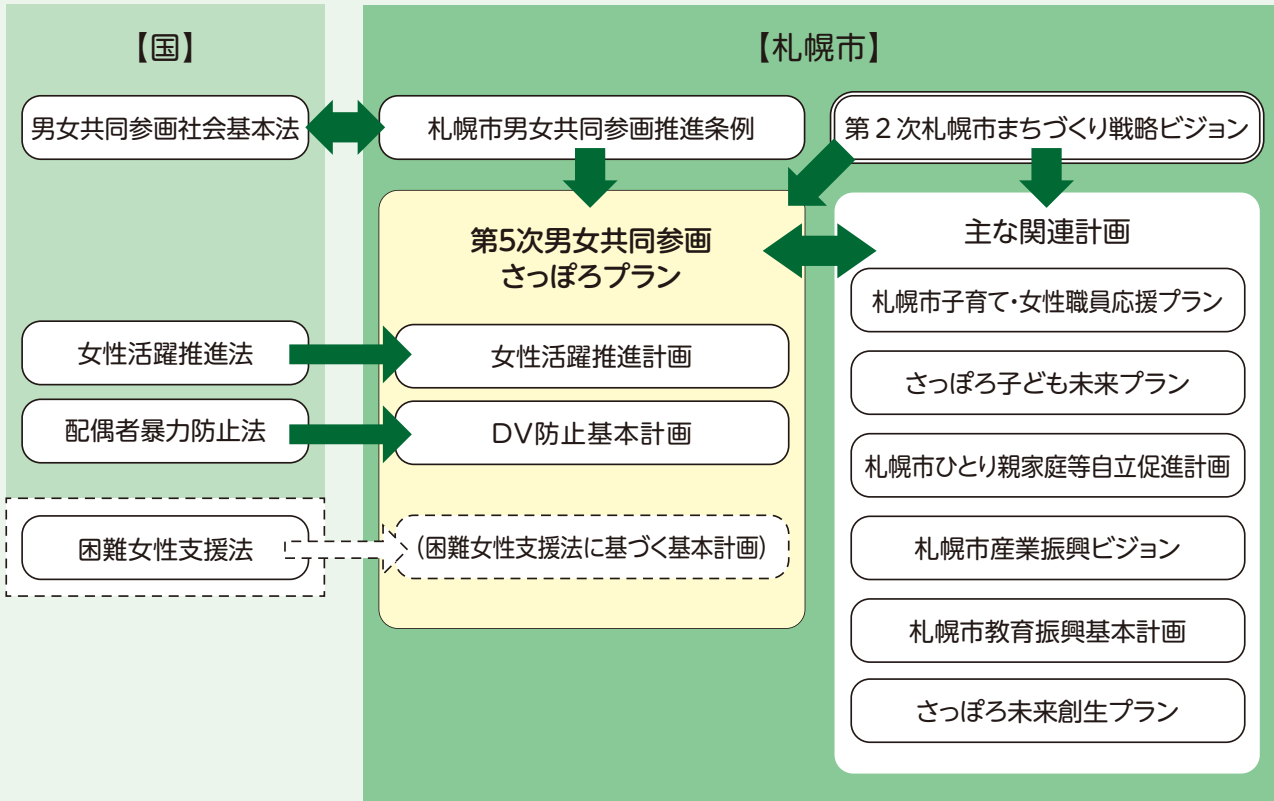 【国】
男女共同参画社会基本法
女性活躍推進法
配偶者暴力防止法
困難女性支援法
【札幌市】
札幌市男女共同参画推進条例
第5次男女共同参画
さっぽろプラン
女性活躍推進計画
DV防止基本計画
(困難女性支援法に基づく基本計画)
第2次札幌市まちづくり戦略ビジョン
主な関連計画
札幌市子育て・女性職員応援プラン
さっぽろ子ども未来プラン
札幌市ひとり親家庭等自立促進計画
札幌市産業振興ビジョン
札幌市教育振興基本計画
さっぽろ未来創生プラン